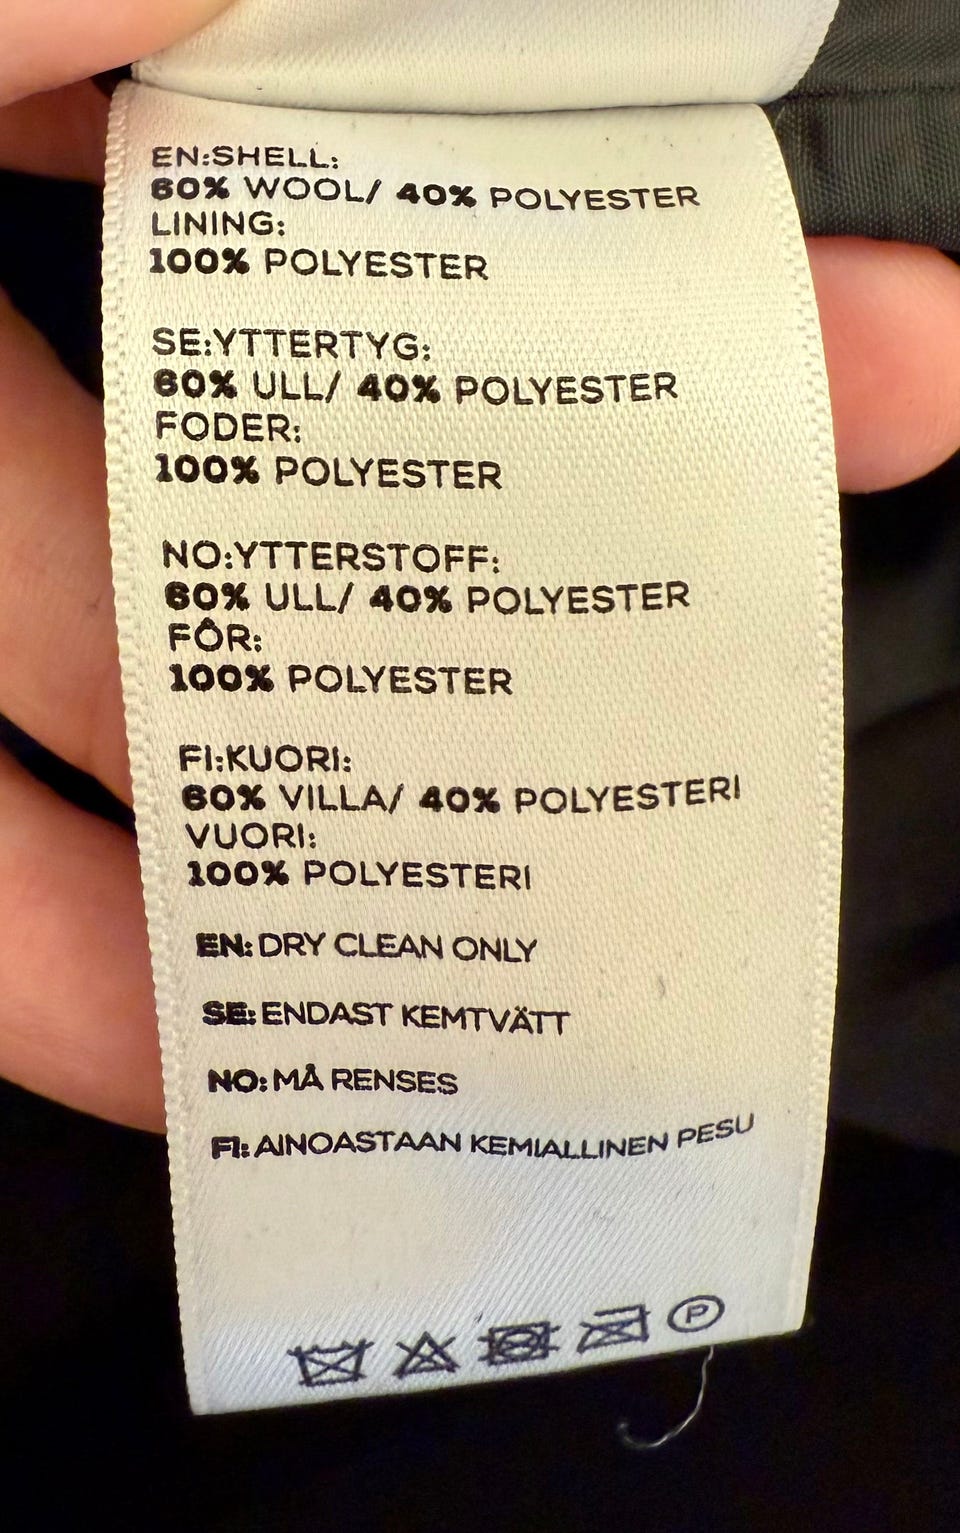 EN:SHELL:
60% WOOL/ 40% POLYESTER
LINING:
100% POLYESTER
SE:YTTERTYG:
60% ULL/ 40% POLYESTER
FODER:
100% POLYESTER
NO:YTTERSTOFF:
60% ULL/ 40% POLYESTER
FÔR:
100% POLYESTER
FI:KUORI:
60% VILLA/ 40% POLYESTERI
VUORI:
100% POLYESTERI
EN: DRY CLEAN ONLY
SE: ENDAST KEMTVÄTT
NO: MÅ RENSES
FI: AINOASTAAN KEMIALLINEN PESU
P